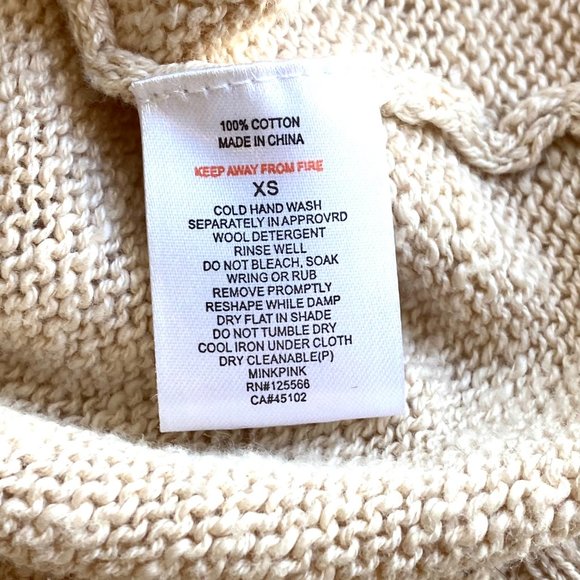 100% COTTON
MADE IN CHINA
KEEP AWAY FROM FIRE
XS
COLD HAND WASH
SEPARATELY IN APPROVRD
WOOL DETERGENT
RINSE WELL
DO NOT BLEACH, SOAK
WRING OR RUB
REMOVE PROMPTLY
RESHAPE WHILE DAMP
DRY FLAT IN SHADE
DO NOT TUMBLE DRY
COOL IRON UNDER CLOTH
DRY CLEANABLE(P)
MINKPINK
RN#125566
CA#45102